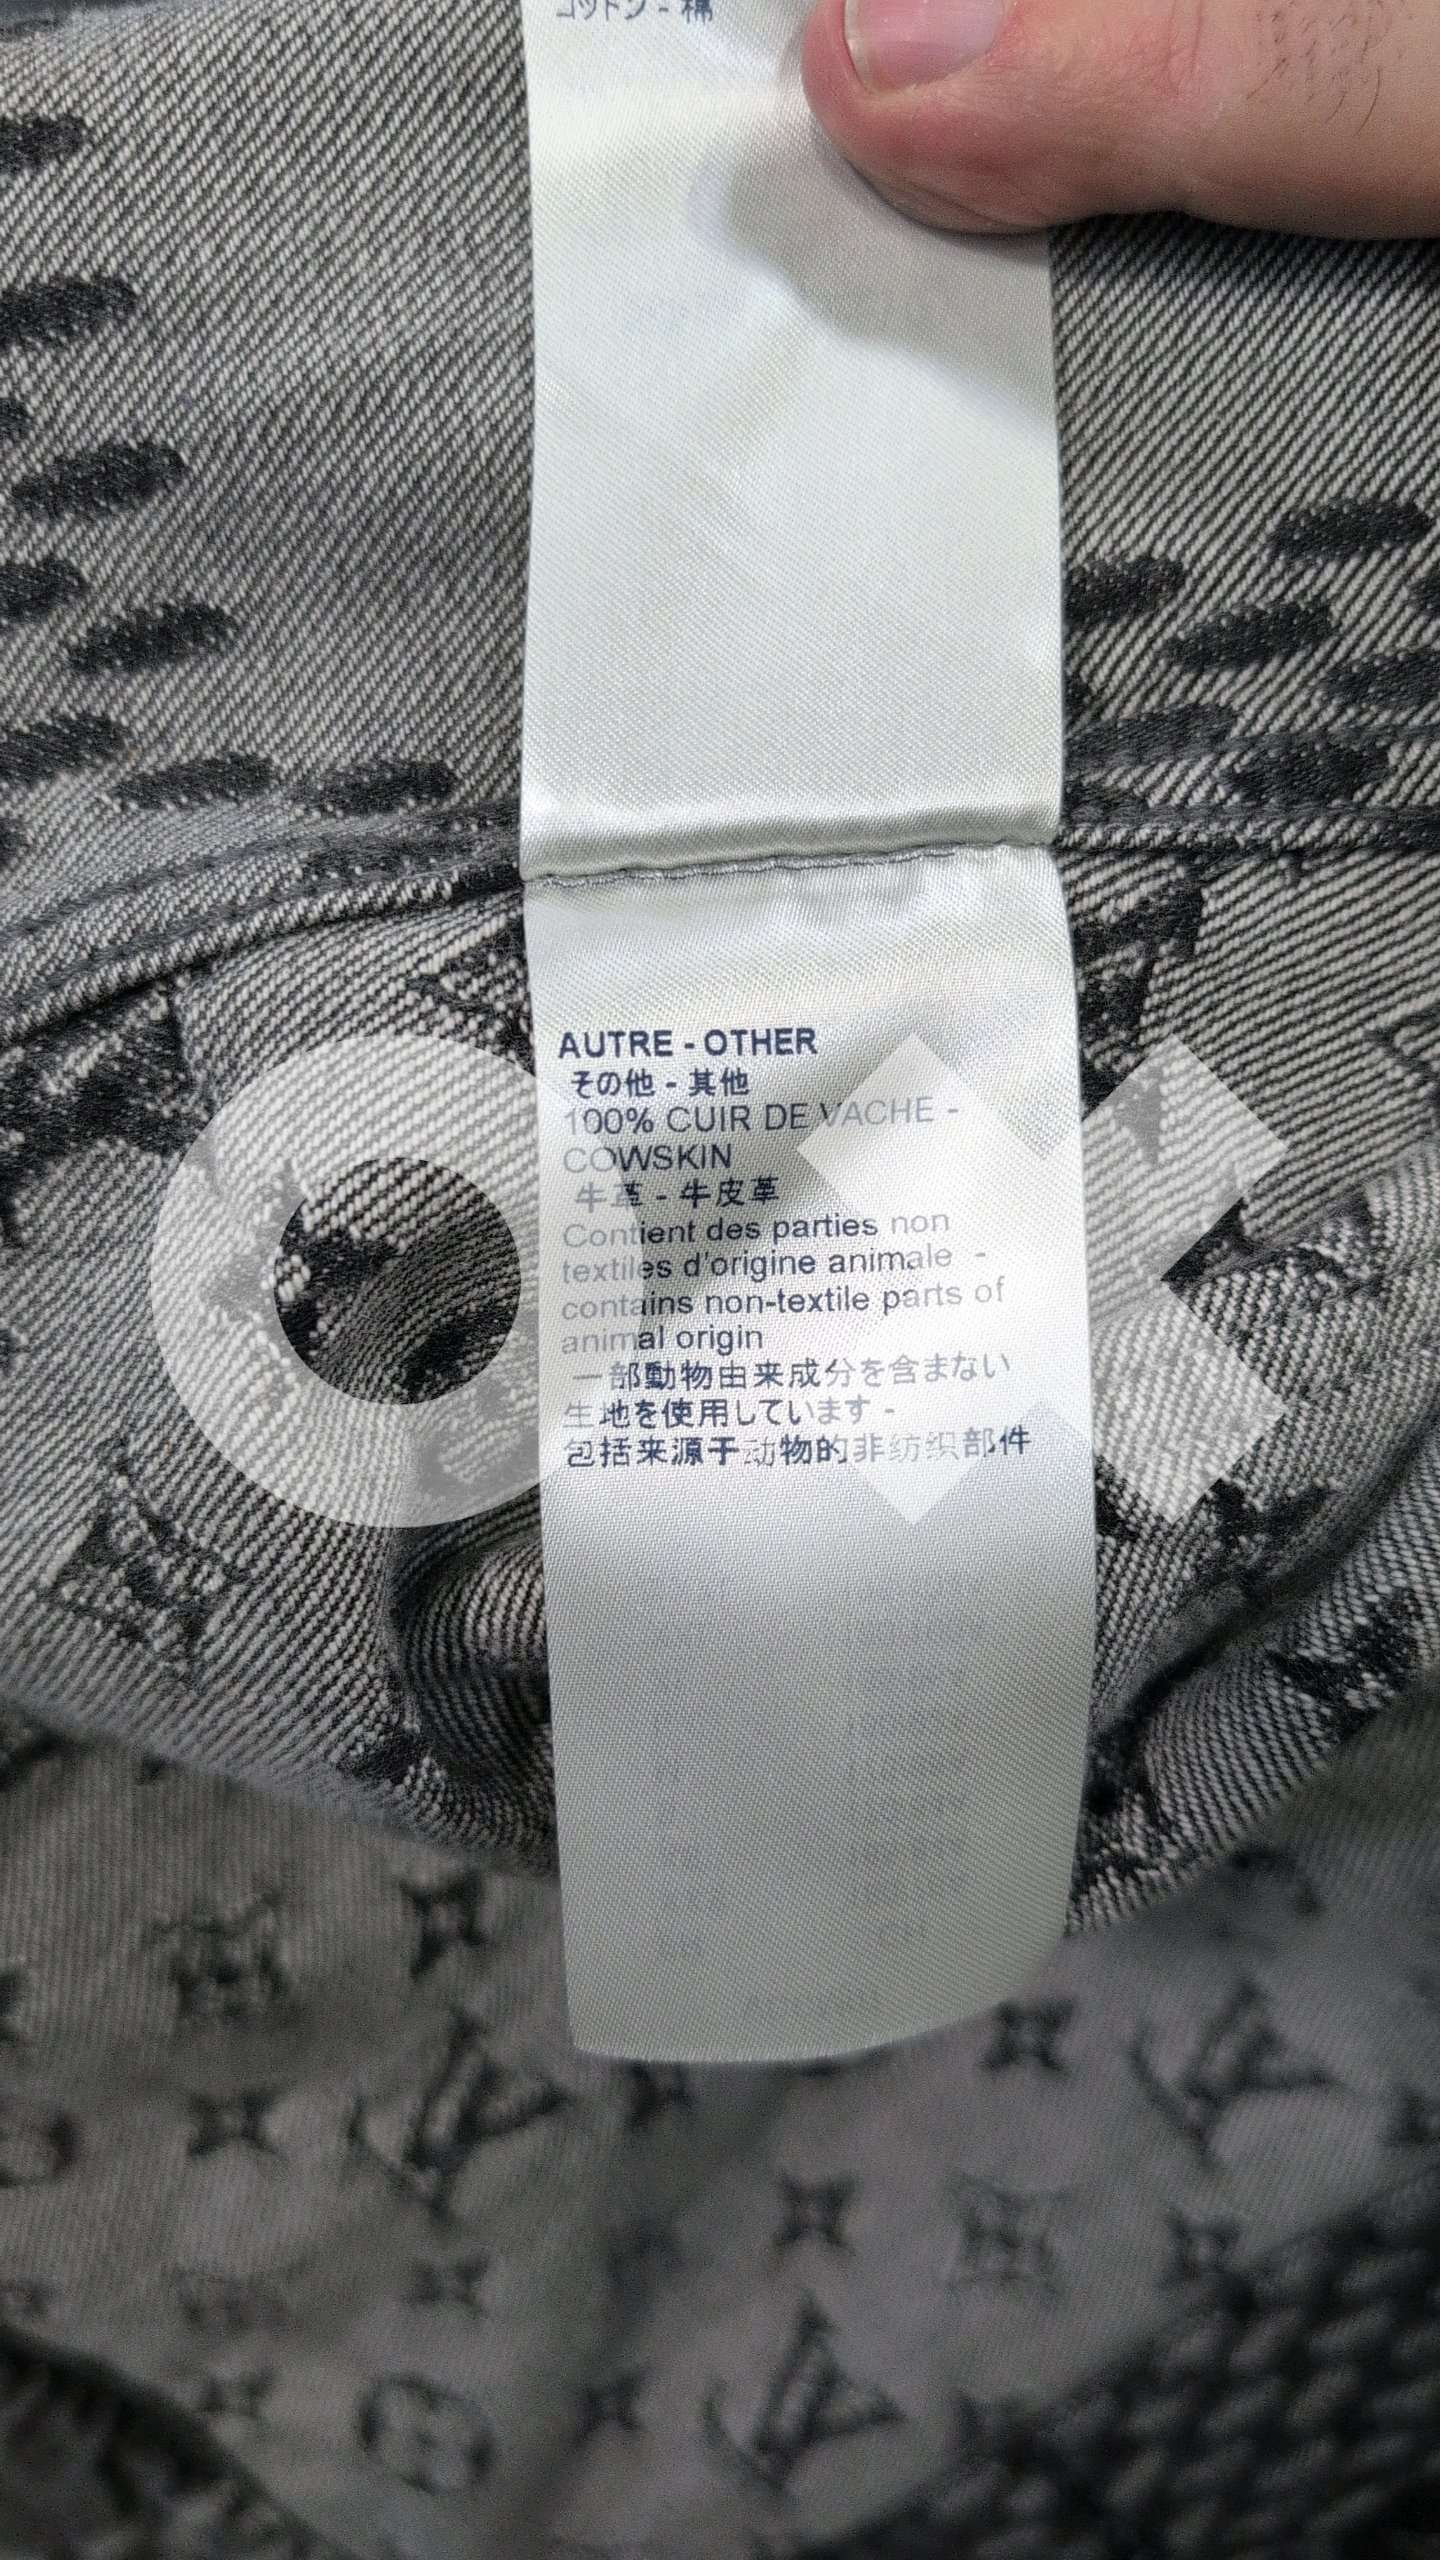 コットン - 棉
AUTRE - OTHER
その他 - 其他
100% CUIR DE VACHE -
COWSKIN
牛革 - 牛皮革
Contient des parties non
textiles d'origine animale -
contains non-textile parts of
animal origin
一部動物由来成分を含まない
生地を使用しています -
包括来源于动物的非纺织部件